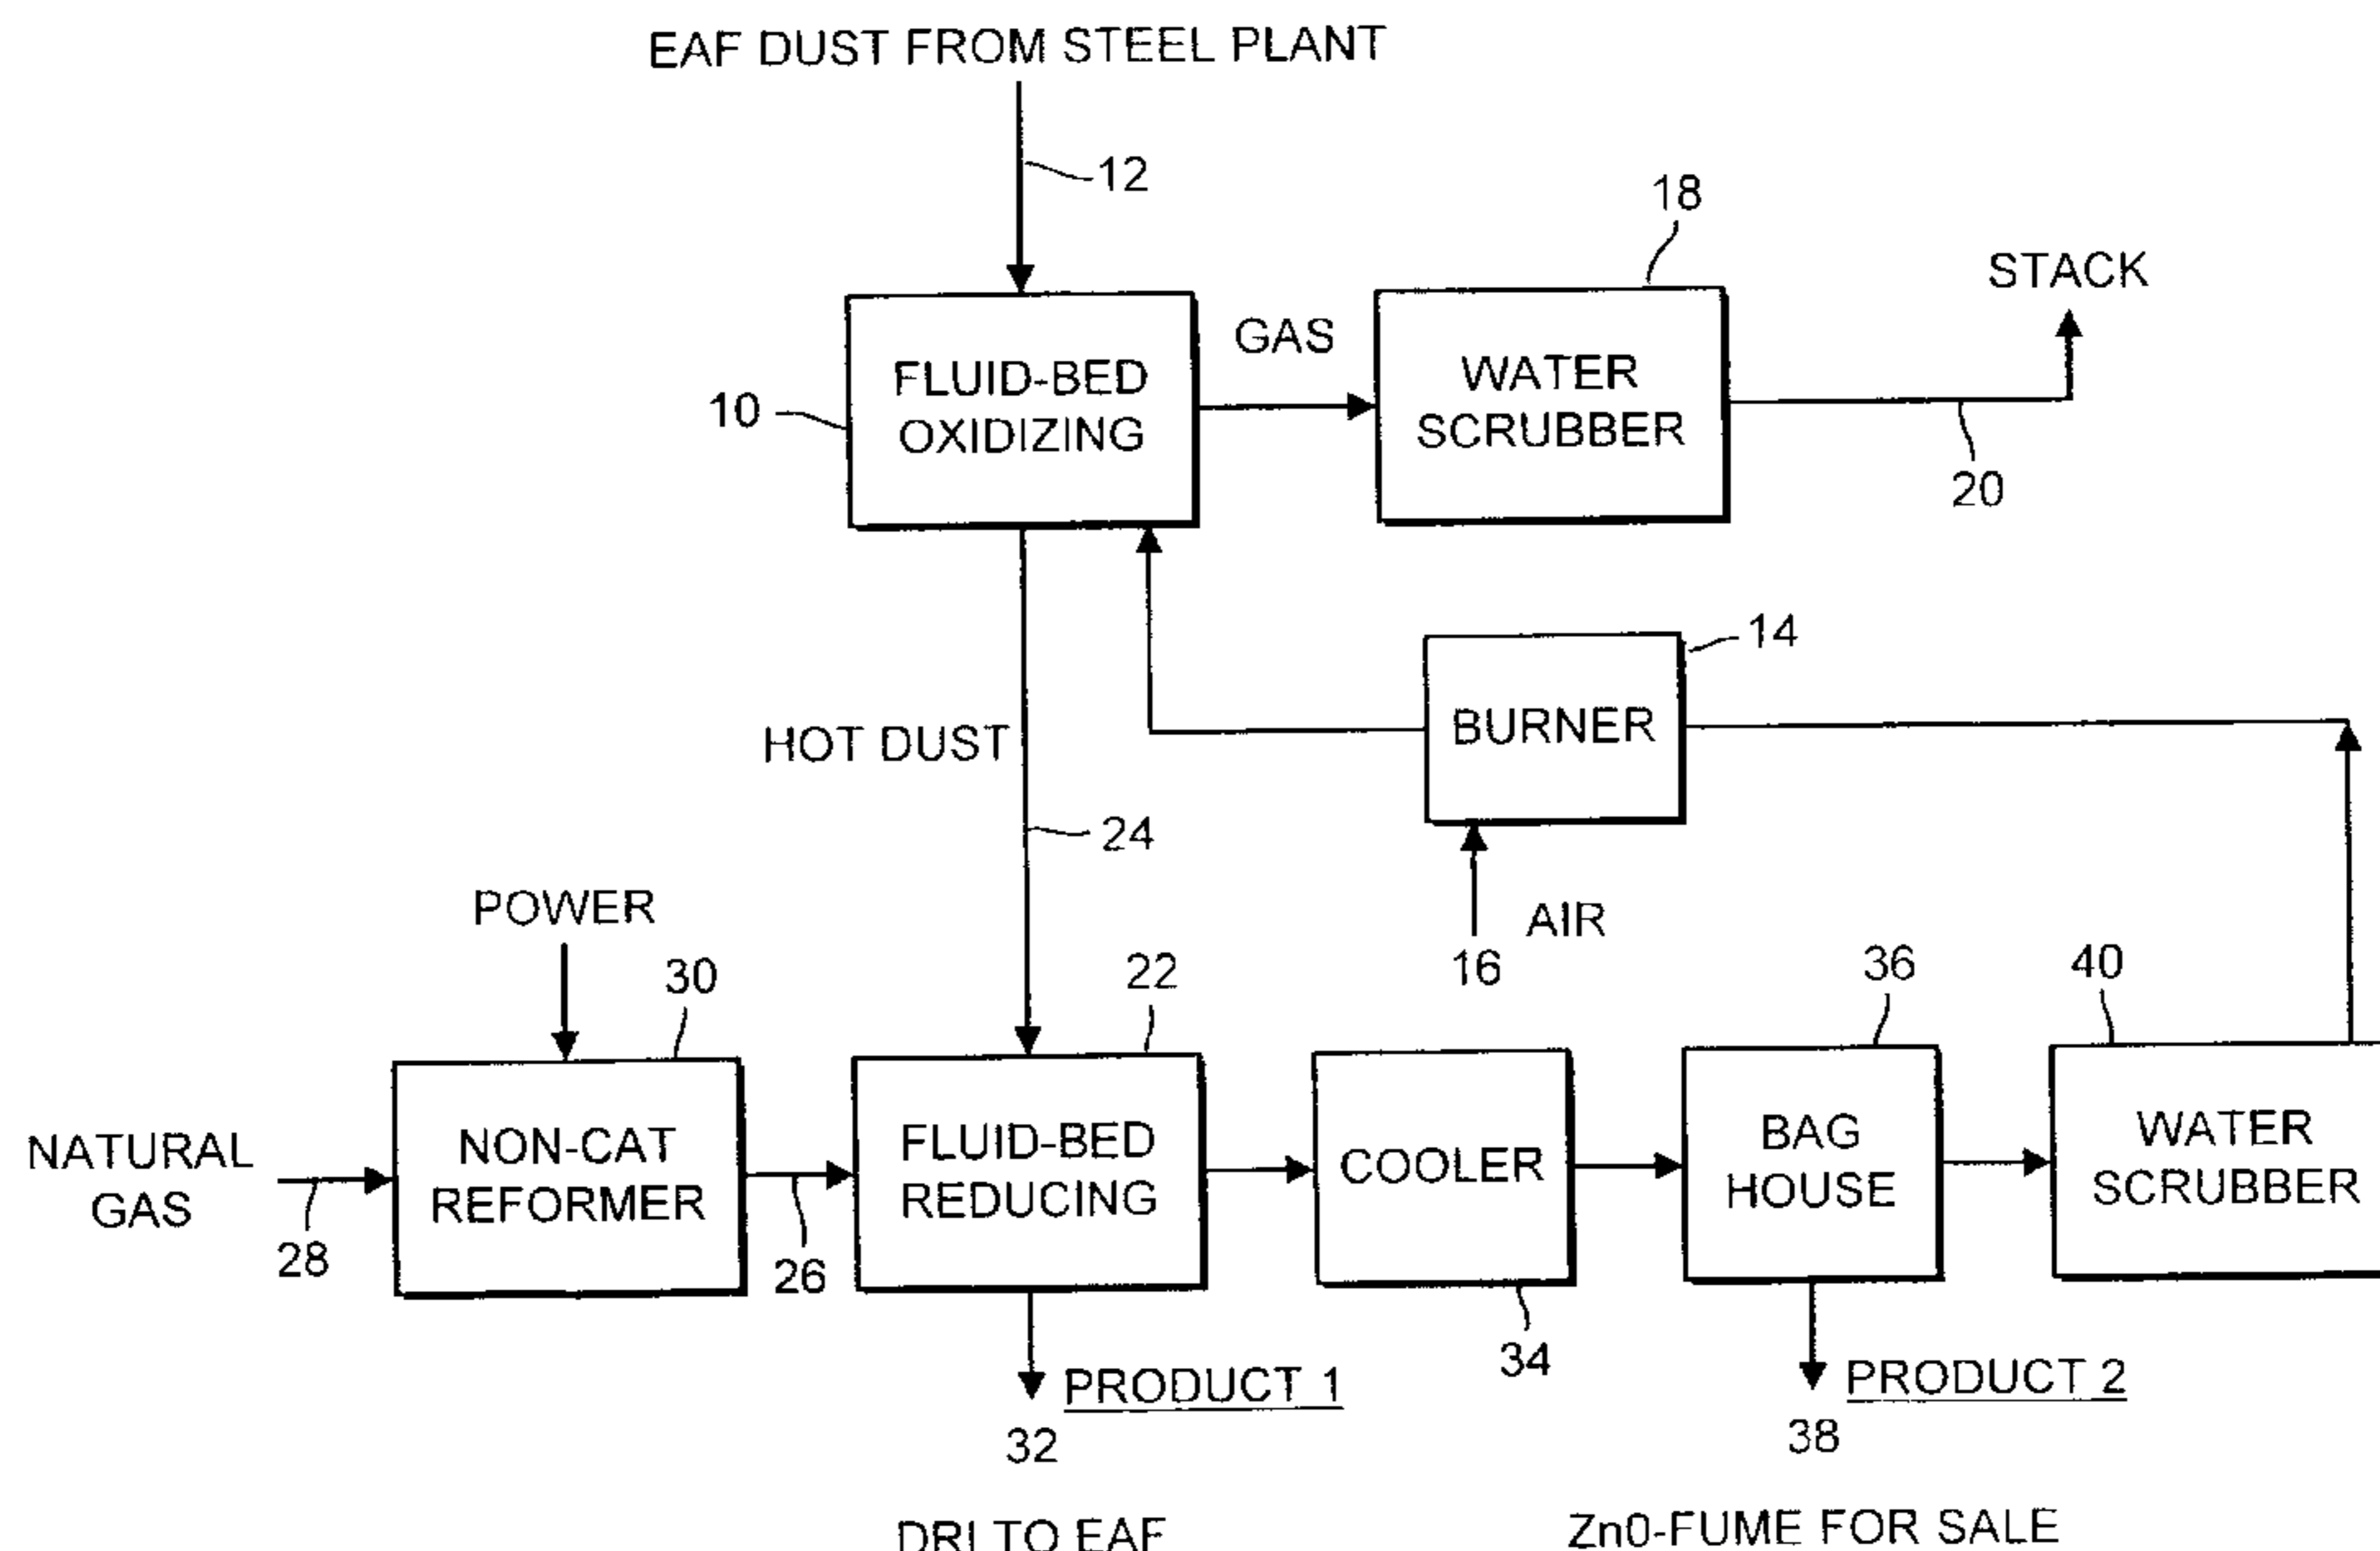 EAF DUST FROM STEEL PLANT
12
18
STACK
FLUID-BED
OXIDIZING
10
GAS
WATER
SCRUBBER
20
14
BURNER
HOT DUST
24
AIR
16
POWER
30
22
36
40
NATURAL
GAS
28
NON-CAT
REFORMER
26
FLUID-BED
REDUCING
COOLER
34
BAG
HOUSE
WATER
SCRUBBER
PRODUCT 1
32
PRODUCT 2
38
DRI TO EAF
Zn0-FUME FOR SALE